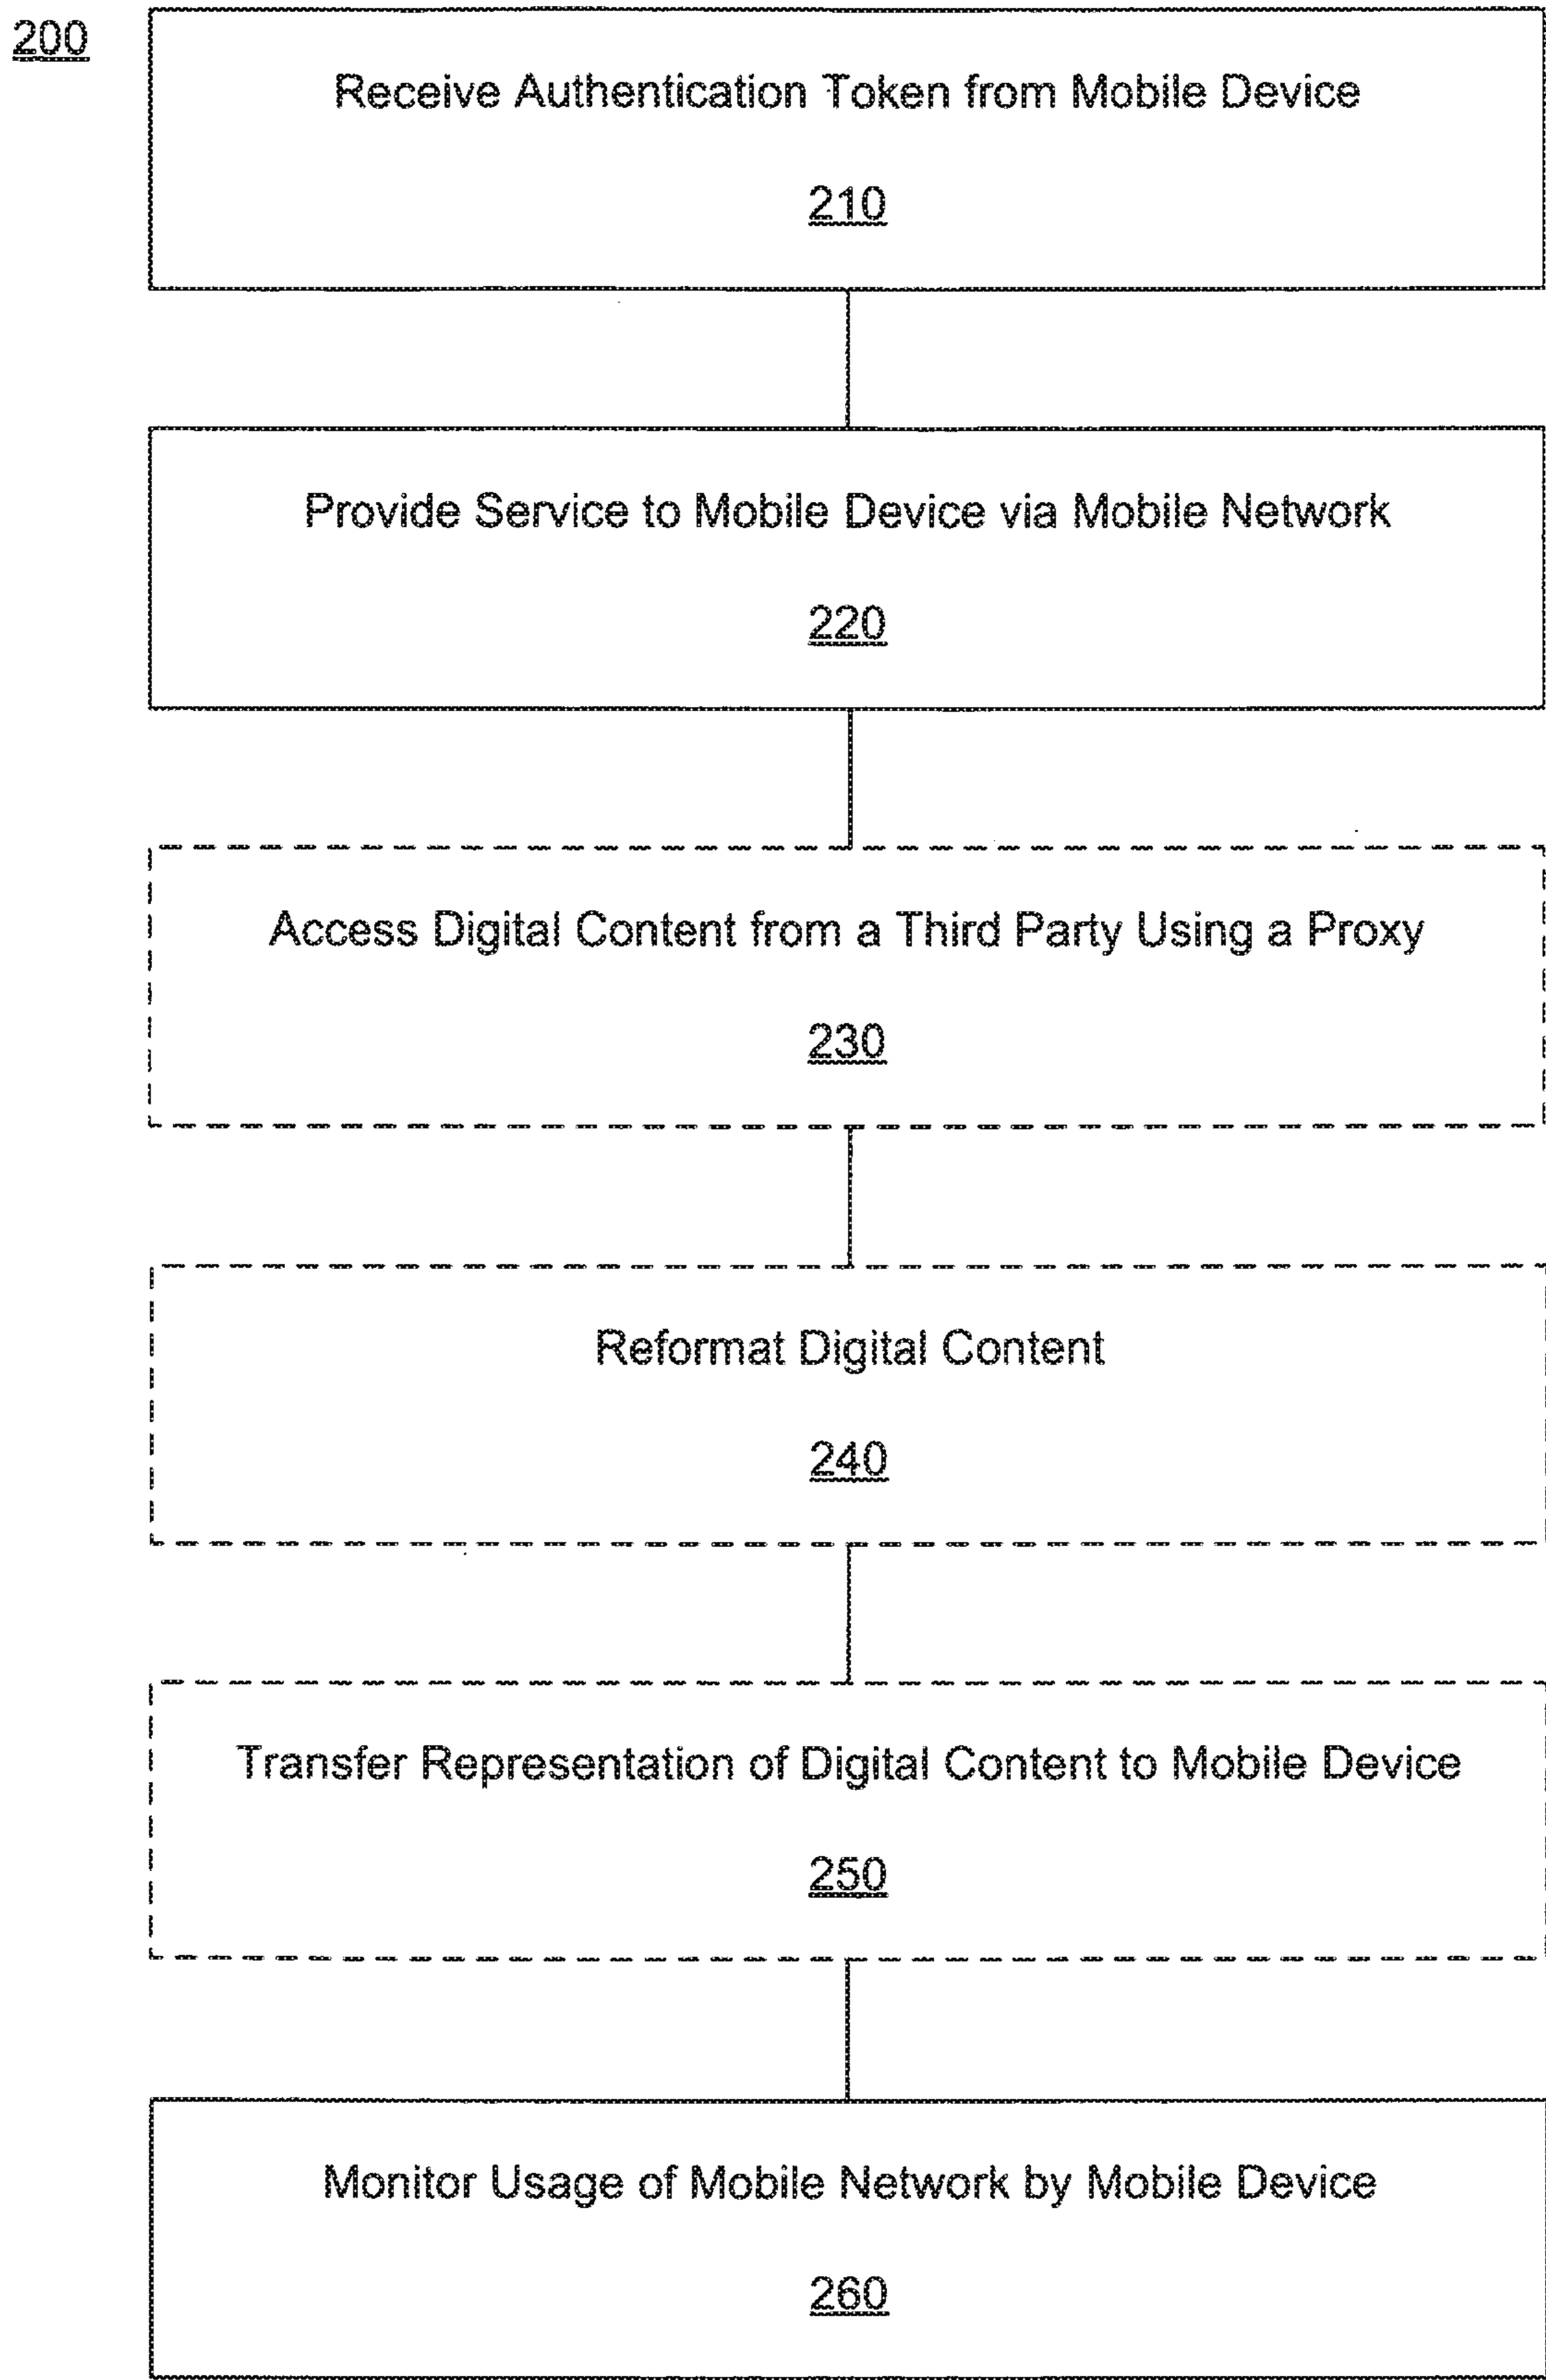 200
Receive Authentication Token from Mobile Device
210
Provide Service to Mobile Device via Mobile Network
220
Access Digital Content from a Third Party Using a Proxy
230
Reformat Digital Content
240
Transfer Representation of Digital Content to Mobile Device
250
Monitor Usage of Mobile Network by Mobile Device
260